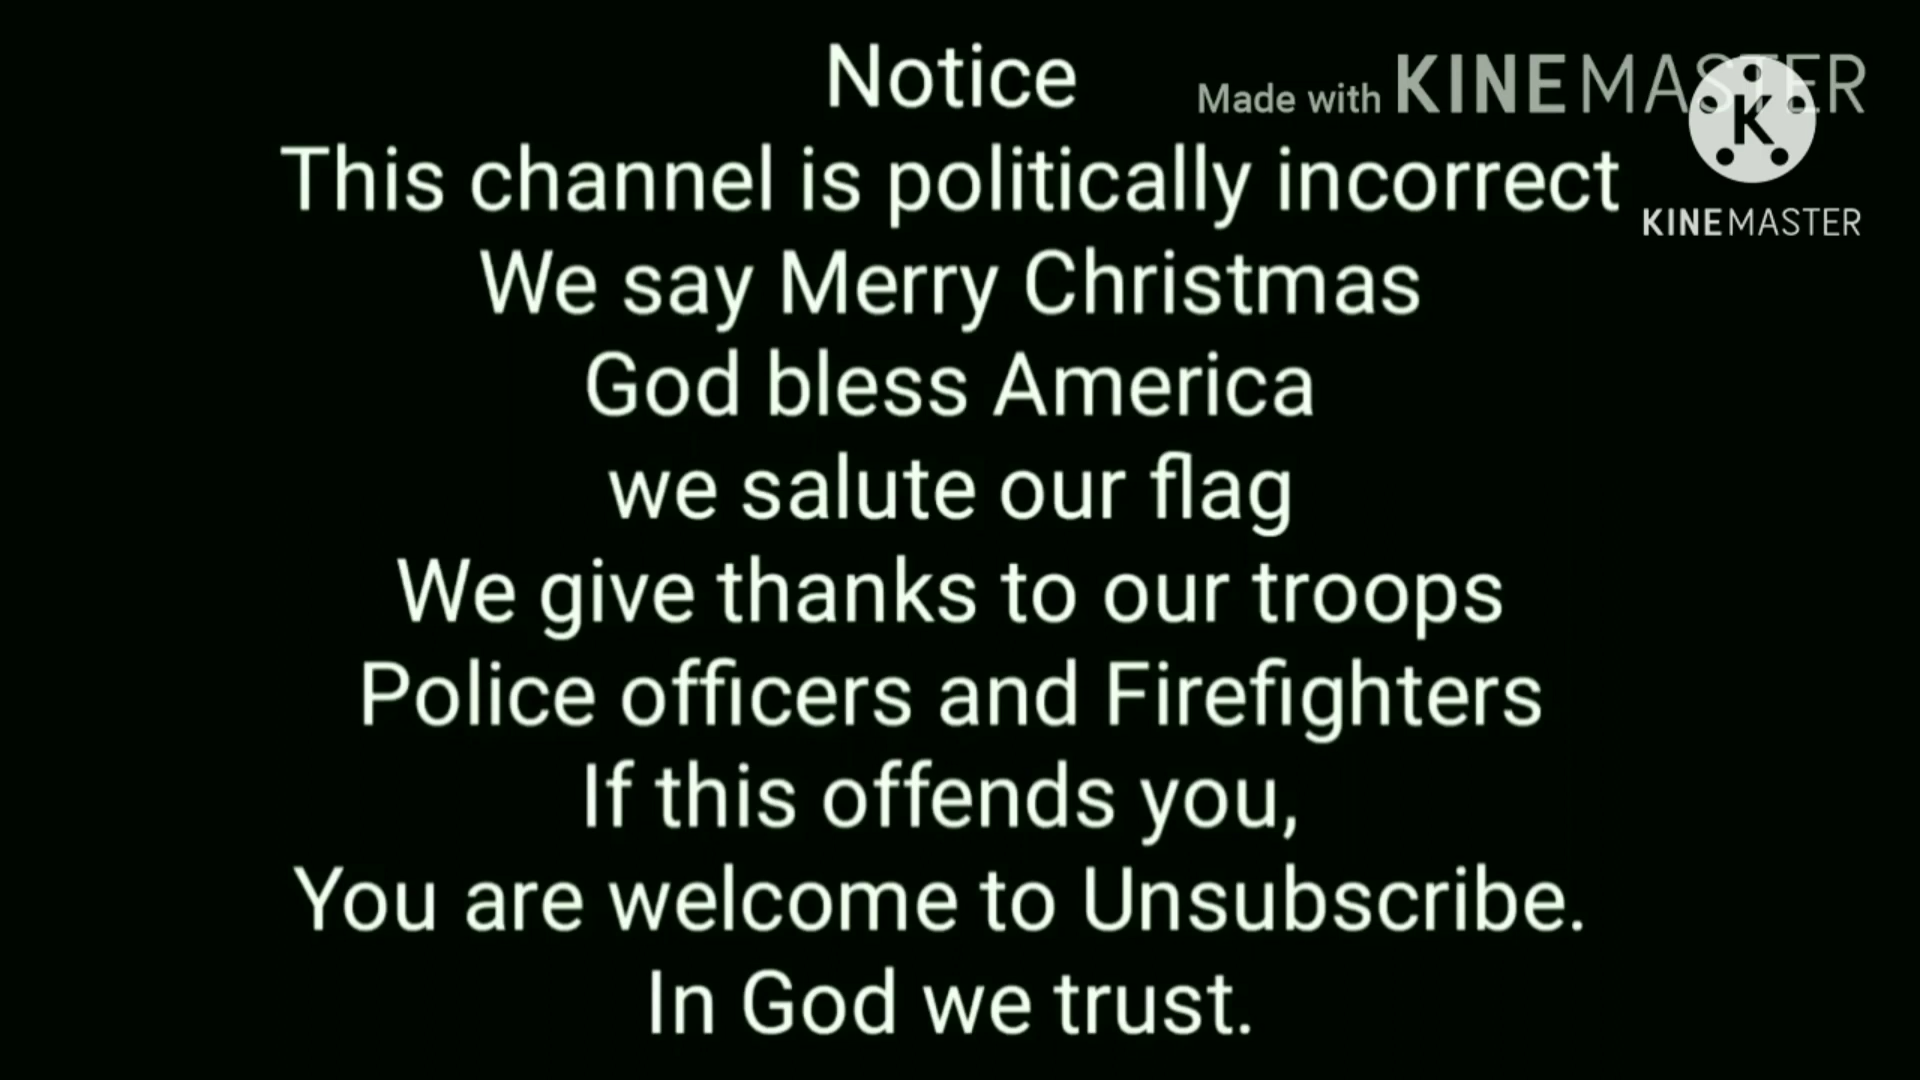 Notice
Made with KINEMASTER
This channel is politically incorrect
K
KINEMASTER
We say Merry Christmas
God bless America
we salute our flag
We give thanks to our troops
Police officers and Firefighters
If this offends you,
You are welcome to Unsubscribe.
In God we trust.